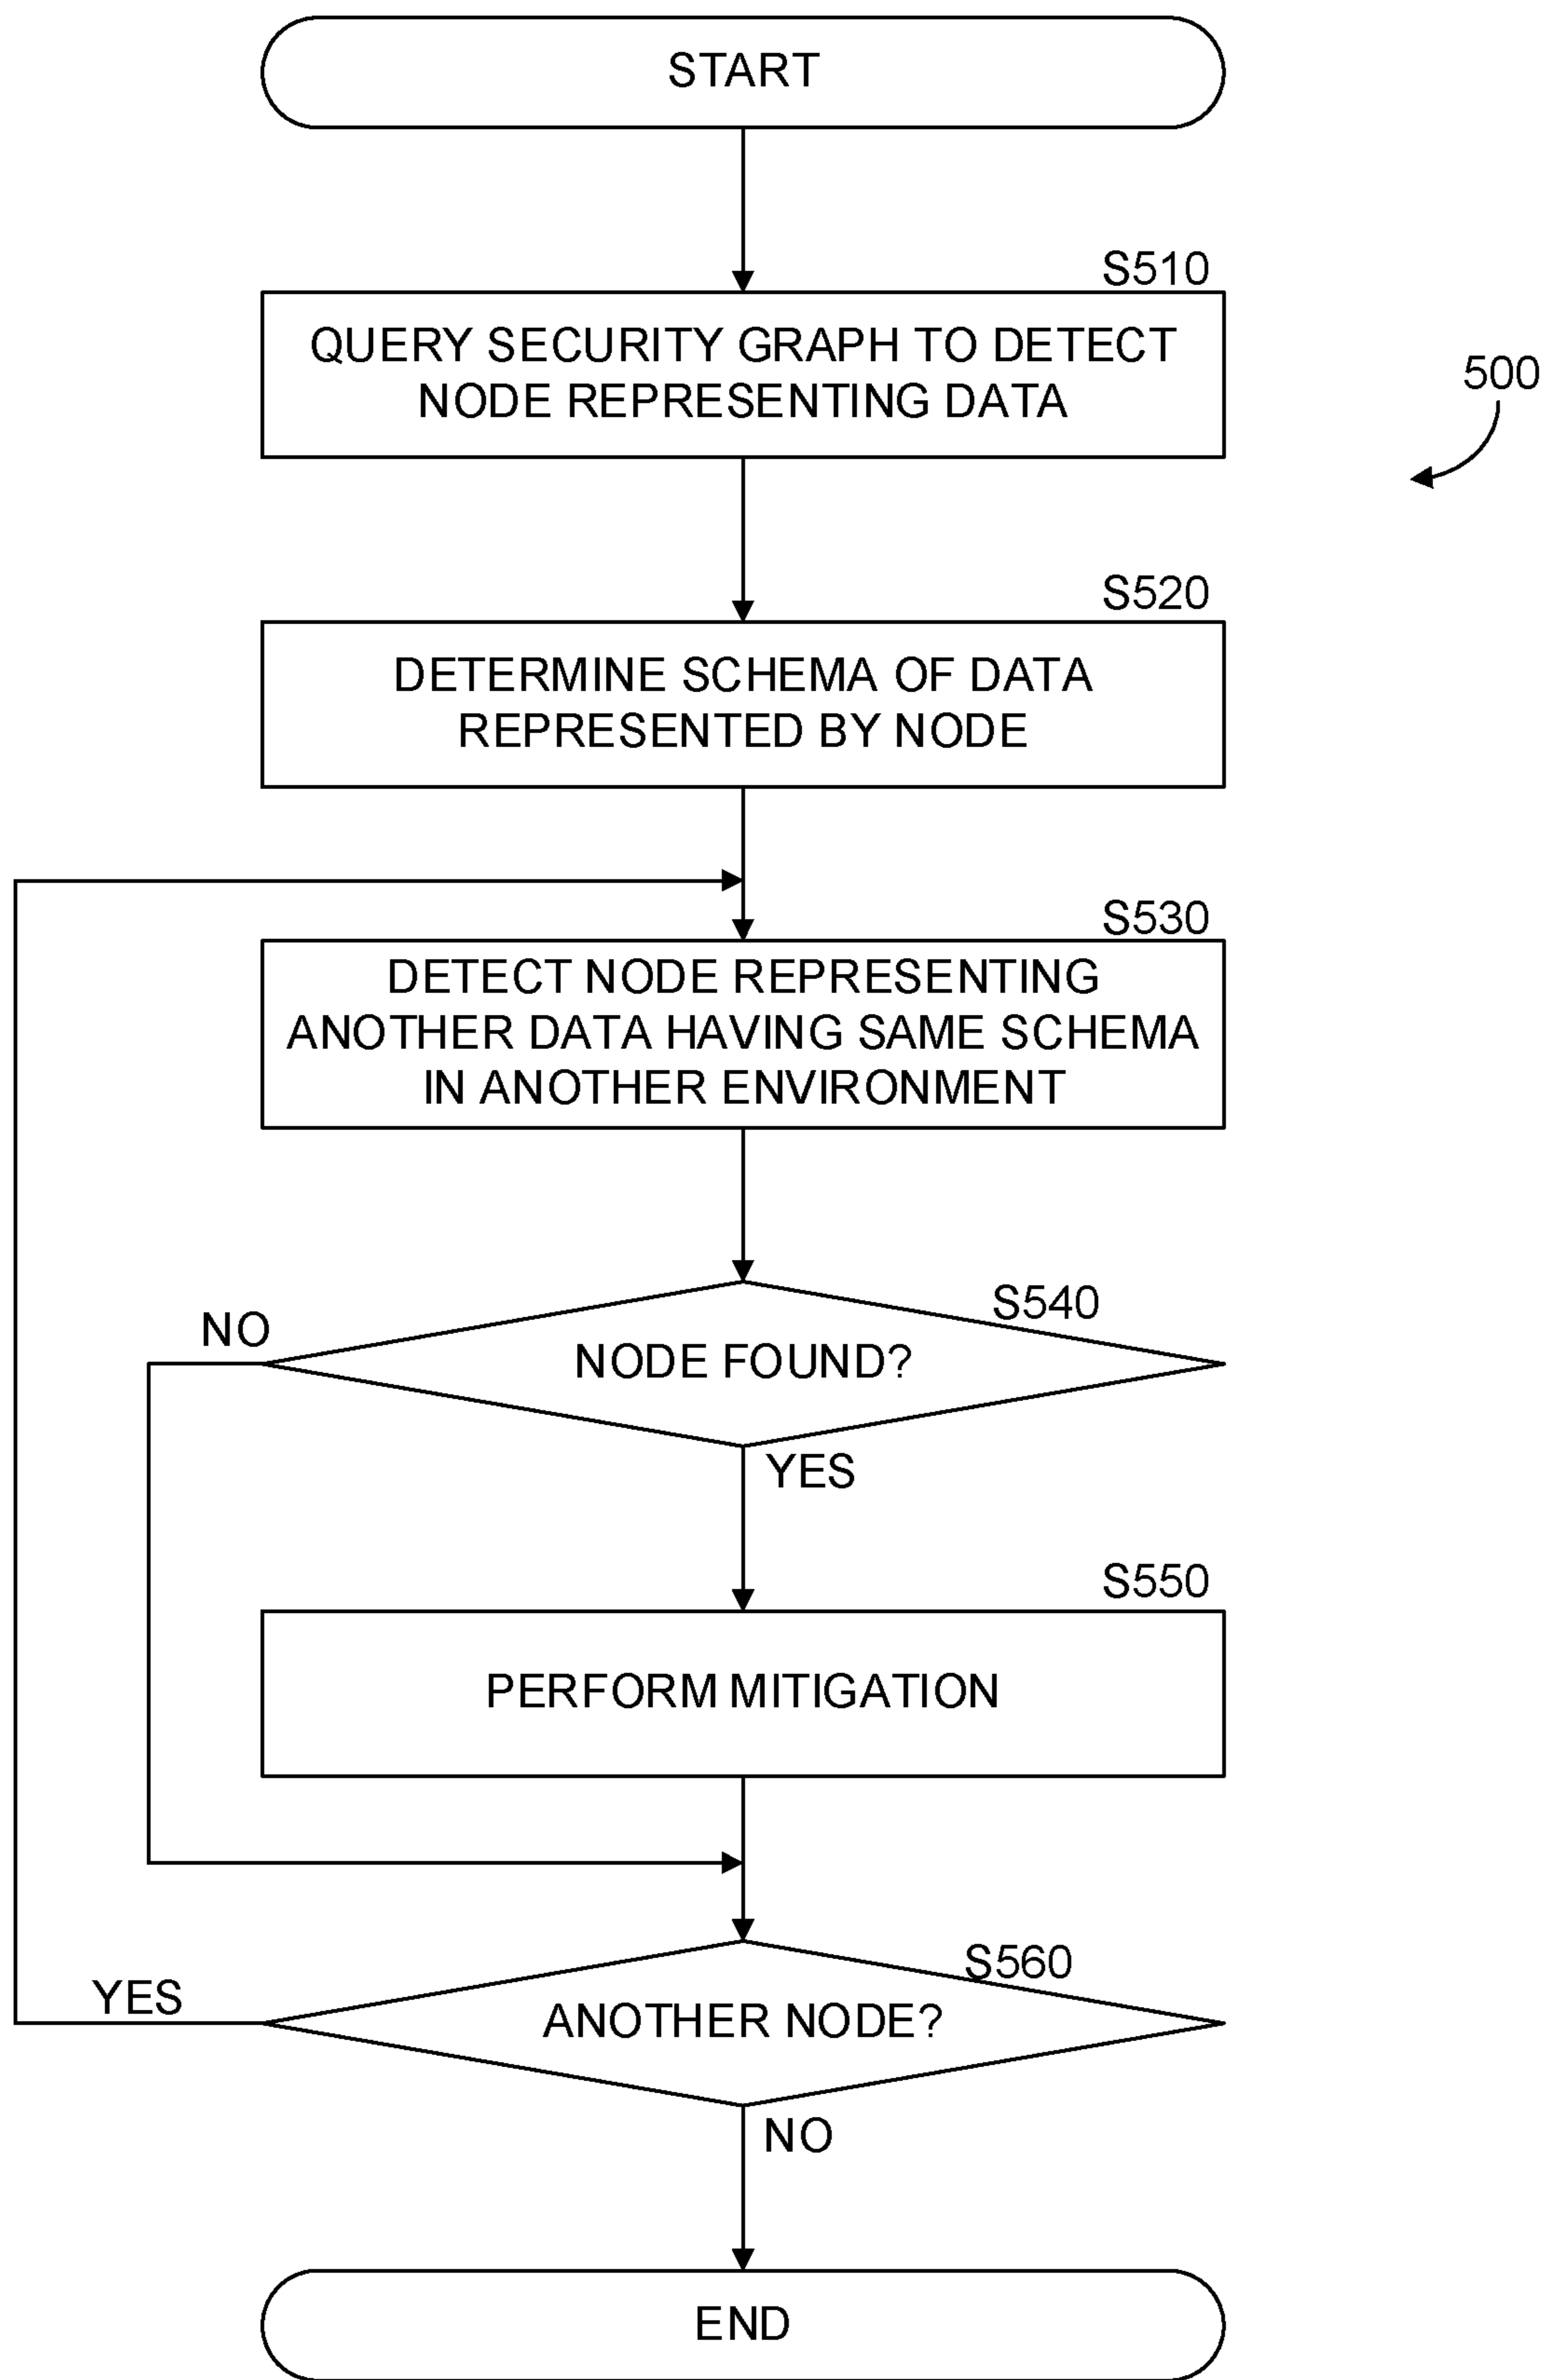 START
S510
QUERY SECURITY GRAPH TO DETECT
NODE REPRESENTING DATA
500
S520
DETERMINE SCHEMA OF DATA
REPRESENTED BY NODE
S530
DETECT NODE REPRESENTING
ANOTHER DATA HAVING SAME SCHEMA
IN ANOTHER ENVIRONMENT
S540
NO
NODE FOUND?
YES
S550
PERFORM MITIGATION
S560
YES
ANOTHER NODE?
NO
END